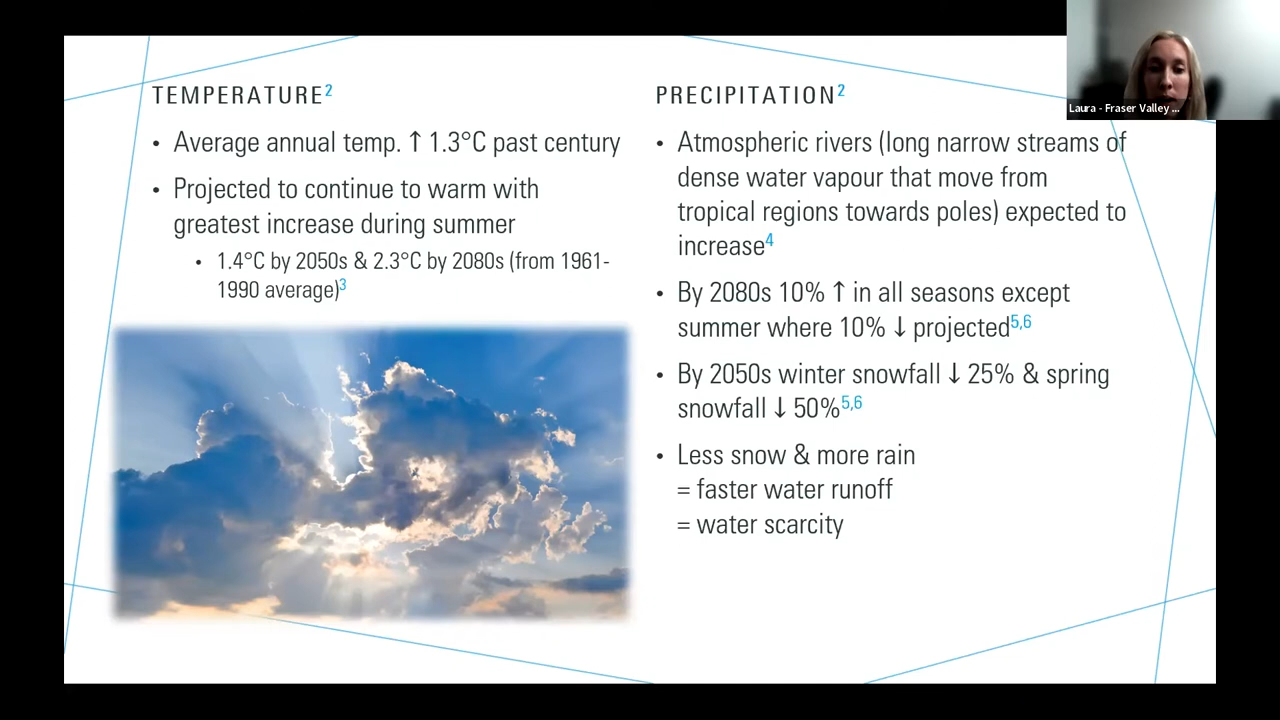 TEMPERATURE2
• Average annual temp. ↑ 1.3°C past century
• Projected to continue to warm with
greatest increase during summer
• 1.4°C by 2050s & 2.3°C by 2080s (from 1961-
1990 average)3
PRECIPITATION2
• Atmospheric rivers (long narrow streams of
dense water vapour that move from
tropical regions towards poles) expected to
increase4
• By 2080s 10% ↑ in all seasons except
summer where 10% ↓ projected5,6
• By 2050s winter snowfall ↓ 25% & spring
snowfall ↓ 50%5,6
• Less snow & more rain
= faster water runoff
= water scarcity
Laura - Fraser Valley ...